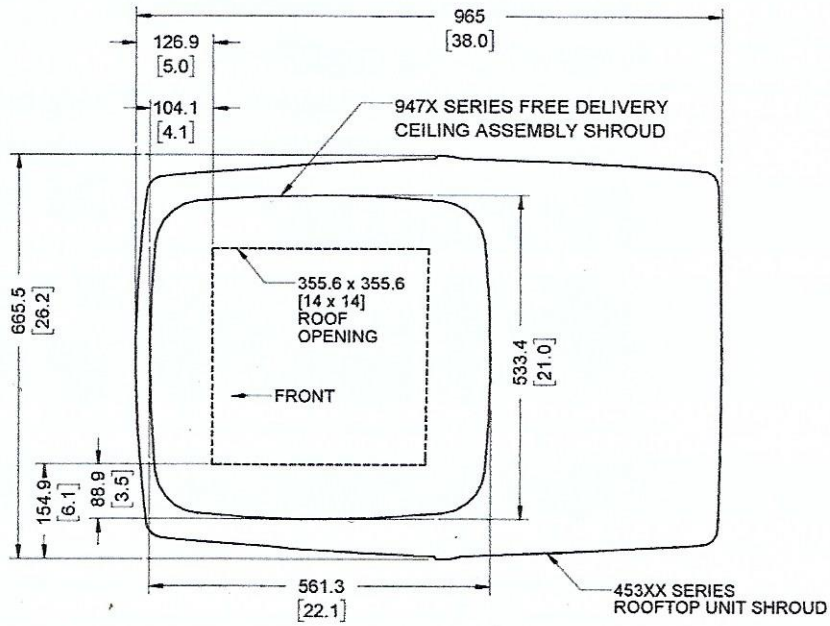 965
[38.0]
126.9
[5.0]
104.1
[4.1]
947X SERIES FREE DELIVERY
CEILING ASSEMBLY SHROUD
665.5
[26.2]
355.6 x 355.6
[14 x 14]
ROOF
OPENING
533.4
[21.0]
FRONT
154.9
[6.1]
88.9
[3.5]
561.3
[22.1]
453XX SERIES
ROOFTOP UNIT SHROUD